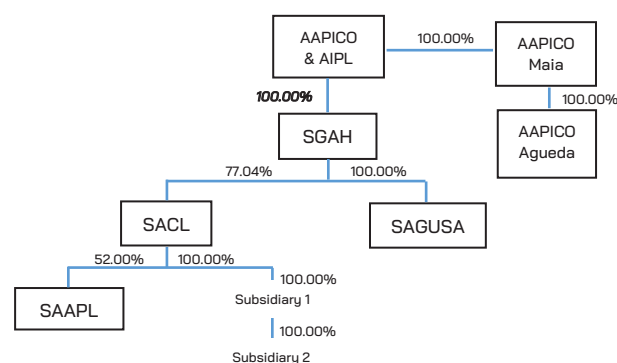 AAPICO
& AIPL
100.00%
AAPICO
Maia
100.00%
100.00%
SGAH
AAPICO
Agueda
77.04%
100.00%
SACL
SAGUSA
52.00%
100.00%
SAAPL
100.00%
Subsidiary 1
100.00%
Subsidiary 2